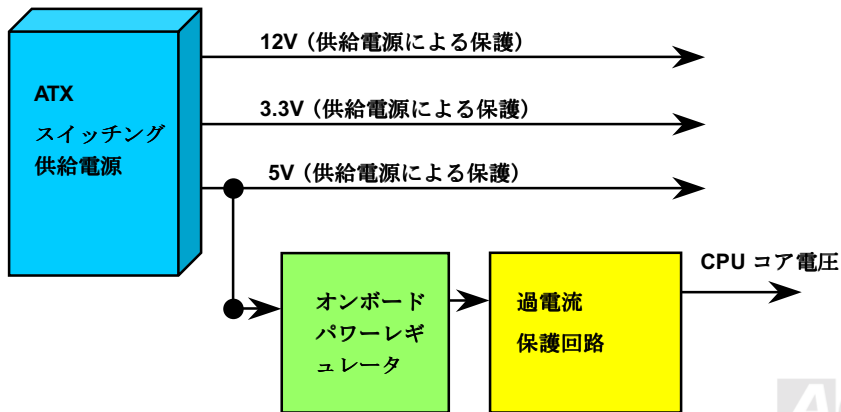 12V (供給電源による保護)
ATX
スイッチング
供給電源
3.3V (供給電源による保護)
5V (供給電源による保護)
CPU コア電圧
オンボード
パワーレギ
ュレータ
過電流
保護回路